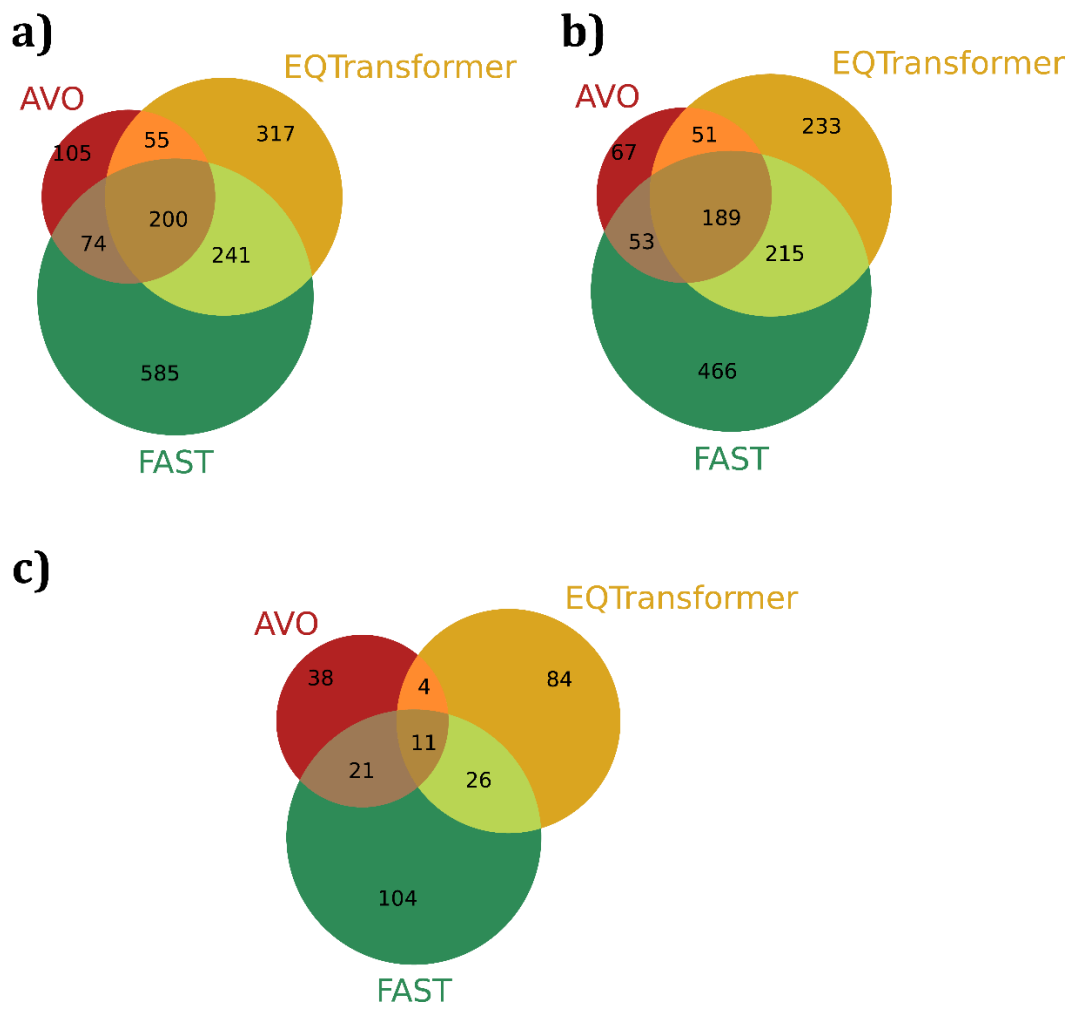 a)
b)
EQTransformer
EQTransformer
AVO
AVO
105
55
317
67
51
233
200
189
74
241
53
215
585
466
FAST
FAST
c)
EQTransformer
AVO
38
4
84
11
21
26
104
FAST